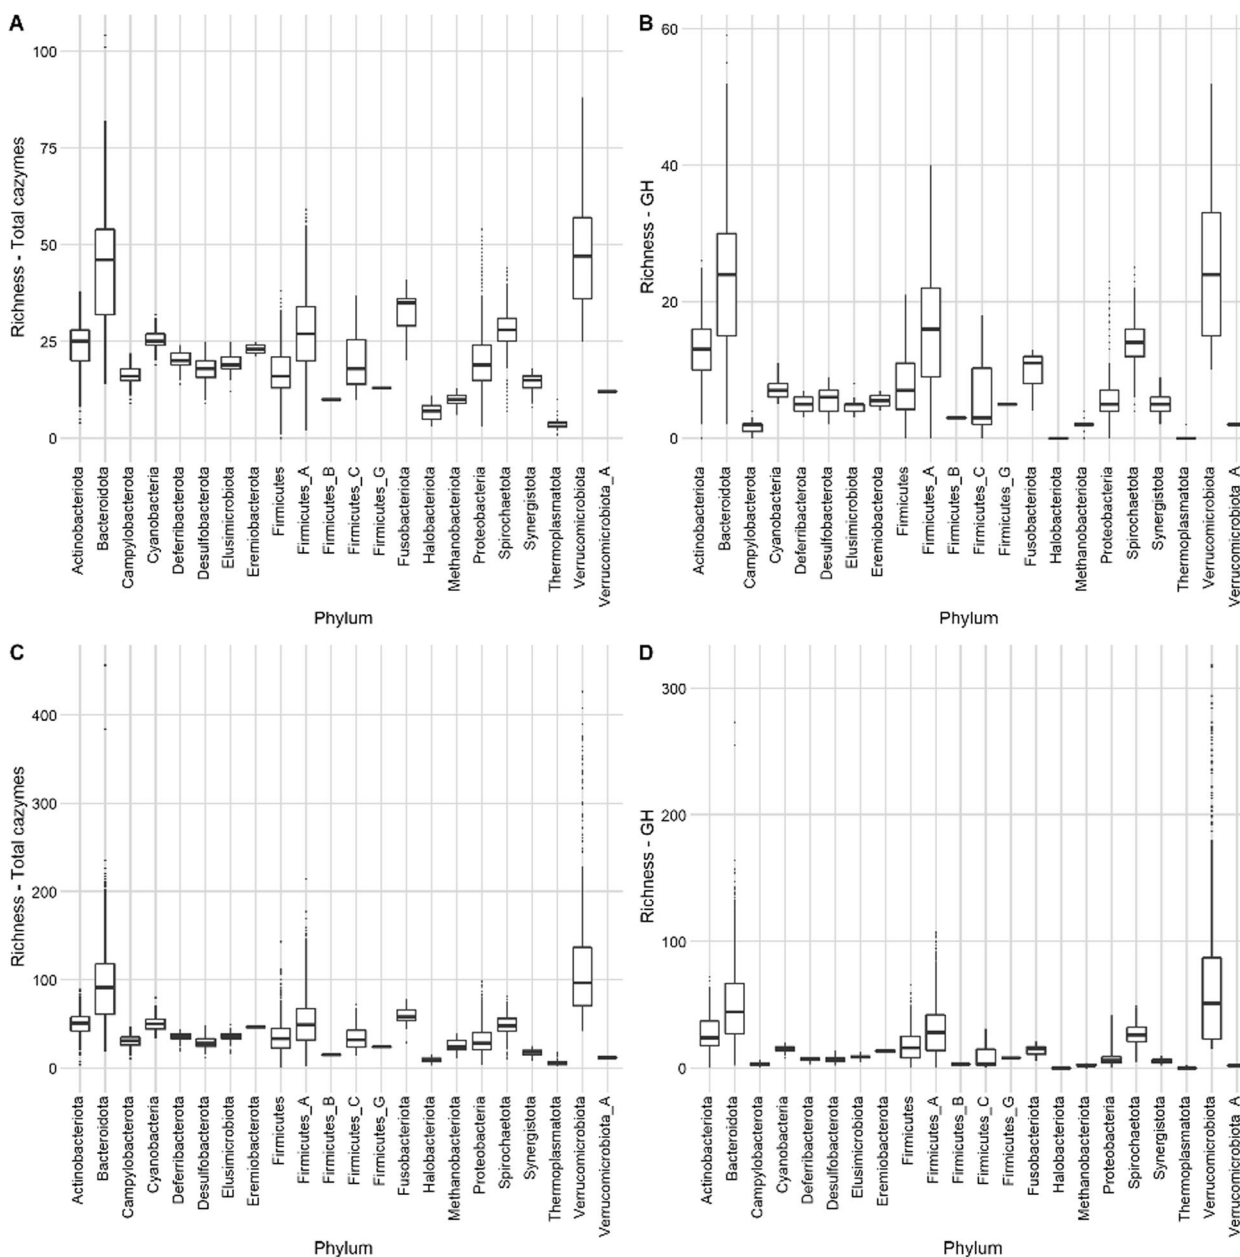 A
Richness - Total cazymes
100
75
50
25
0
Actinobacteriota
Bacteroidota
Campylobacterota
Cyanobacteria
Deferribacterota
Desulfobacterota
Elusimicrobiota
Eremiobacterota
Firmicutes
Firmicutes_A
Firmicutes_B
Firmicutes_C
Firmicutes_G
Fusobacteriota
Halobacteriota
Methanobacteriota
Proteobacteria
Spirochaetota
Synergistota
Thermoplasmatota
Verrucomicrobiota
Verrucomicrobiota_A
Phylum
B
Richness - GH
60
40
20
0
Actinobacteriota
Bacteroidota
Campylobacterota
Cyanobacteria
Deferribacterota
Desulfobacterota
Elusimicrobiota
Eremiobacterota
Firmicutes
Firmicutes_A
Firmicutes_B
Firmicutes_C
Firmicutes_G
Fusobacteriota
Halobacteriota
Methanobacteriota
Proteobacteria
Spirochaetota
Synergistota
Thermoplasmatota
Verrucomicrobiota
Verrucomicrobiota_A
Phylum
C
Richness - Total cazymes
400
300
200
100
0
Actinobacteriota
Bacteroidota
Campylobacterota
Cyanobacteria
Deferribacterota
Desulfobacterota
Elusimicrobiota
Eremiobacterota
Firmicutes
Firmicutes_A
Firmicutes_B
Firmicutes_C
Firmicutes_G
Fusobacteriota
Halobacteriota
Methanobacteriota
Proteobacteria
Spirochaetota
Synergistota
Thermoplasmatota
Verrucomicrobiota
Verrucomicrobiota_A
Phylum
D
Richness - GH
300
200
100
0
Actinobacteriota
Bacteroidota
Campylobacterota
Cyanobacteria
Deferribacterota
Desulfobacterota
Elusimicrobiota
Eremiobacterota
Firmicutes
Firmicutes_A
Firmicutes_B
Firmicutes_C
Firmicutes_G
Fusobacteriota
Halobacteriota
Methanobacteriota
Proteobacteria
Spirochaetota
Synergistota
Thermoplasmatota
Verrucomicrobiota
Verrucomicrobiota_A
Phylum